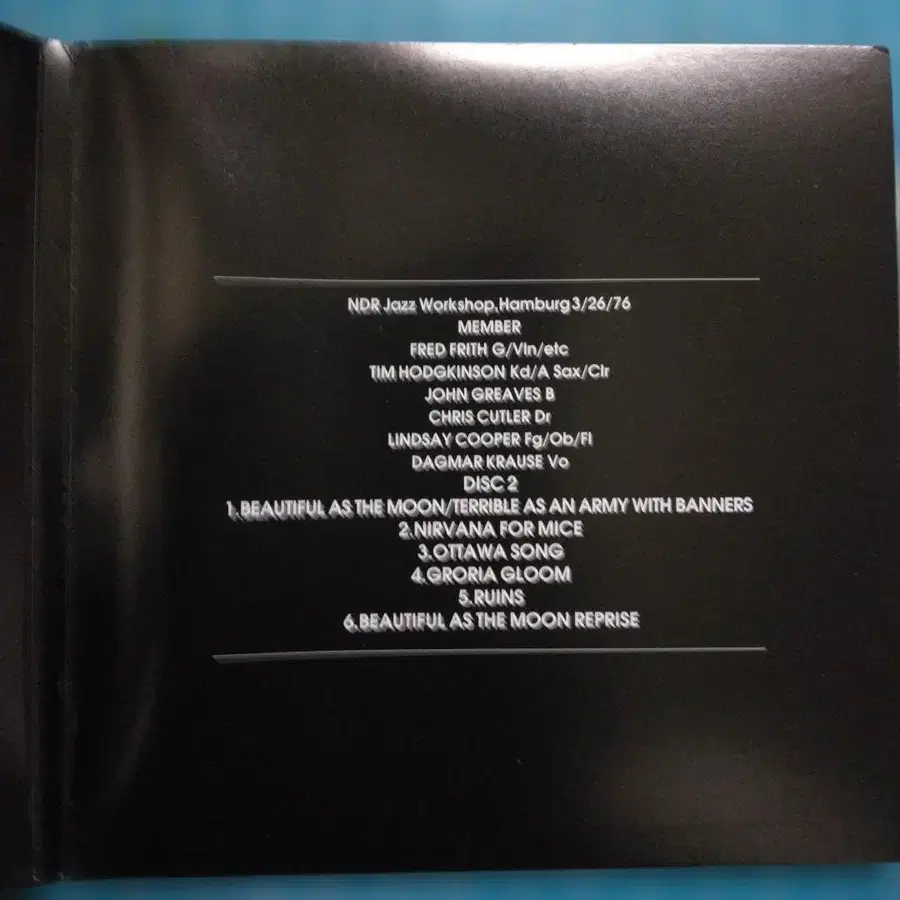 NDR Jazz Workshop.Hamburg 3/26/76
MEMBER
FRED FRITH G/Vln/etc
TIM HODGKINSON Kd/A Sax/Clr
JOHN GREAVES B
CHRIS CUTLER Dr
LINDSAY COOPER Fg/Ob/Fl
DAGMAR KRAUSE Vo
DISC 2
1.BEAUTIFUL AS THE MOON/TERRIBLE AS AN ARMY WITH BANNERS
2.NIRVANA FOR MICE
3.OTTAWA SONG
4.GRORIA GLOOM
5.RUINS
6.BEAUTIFUL AS THE MOON REPRISE